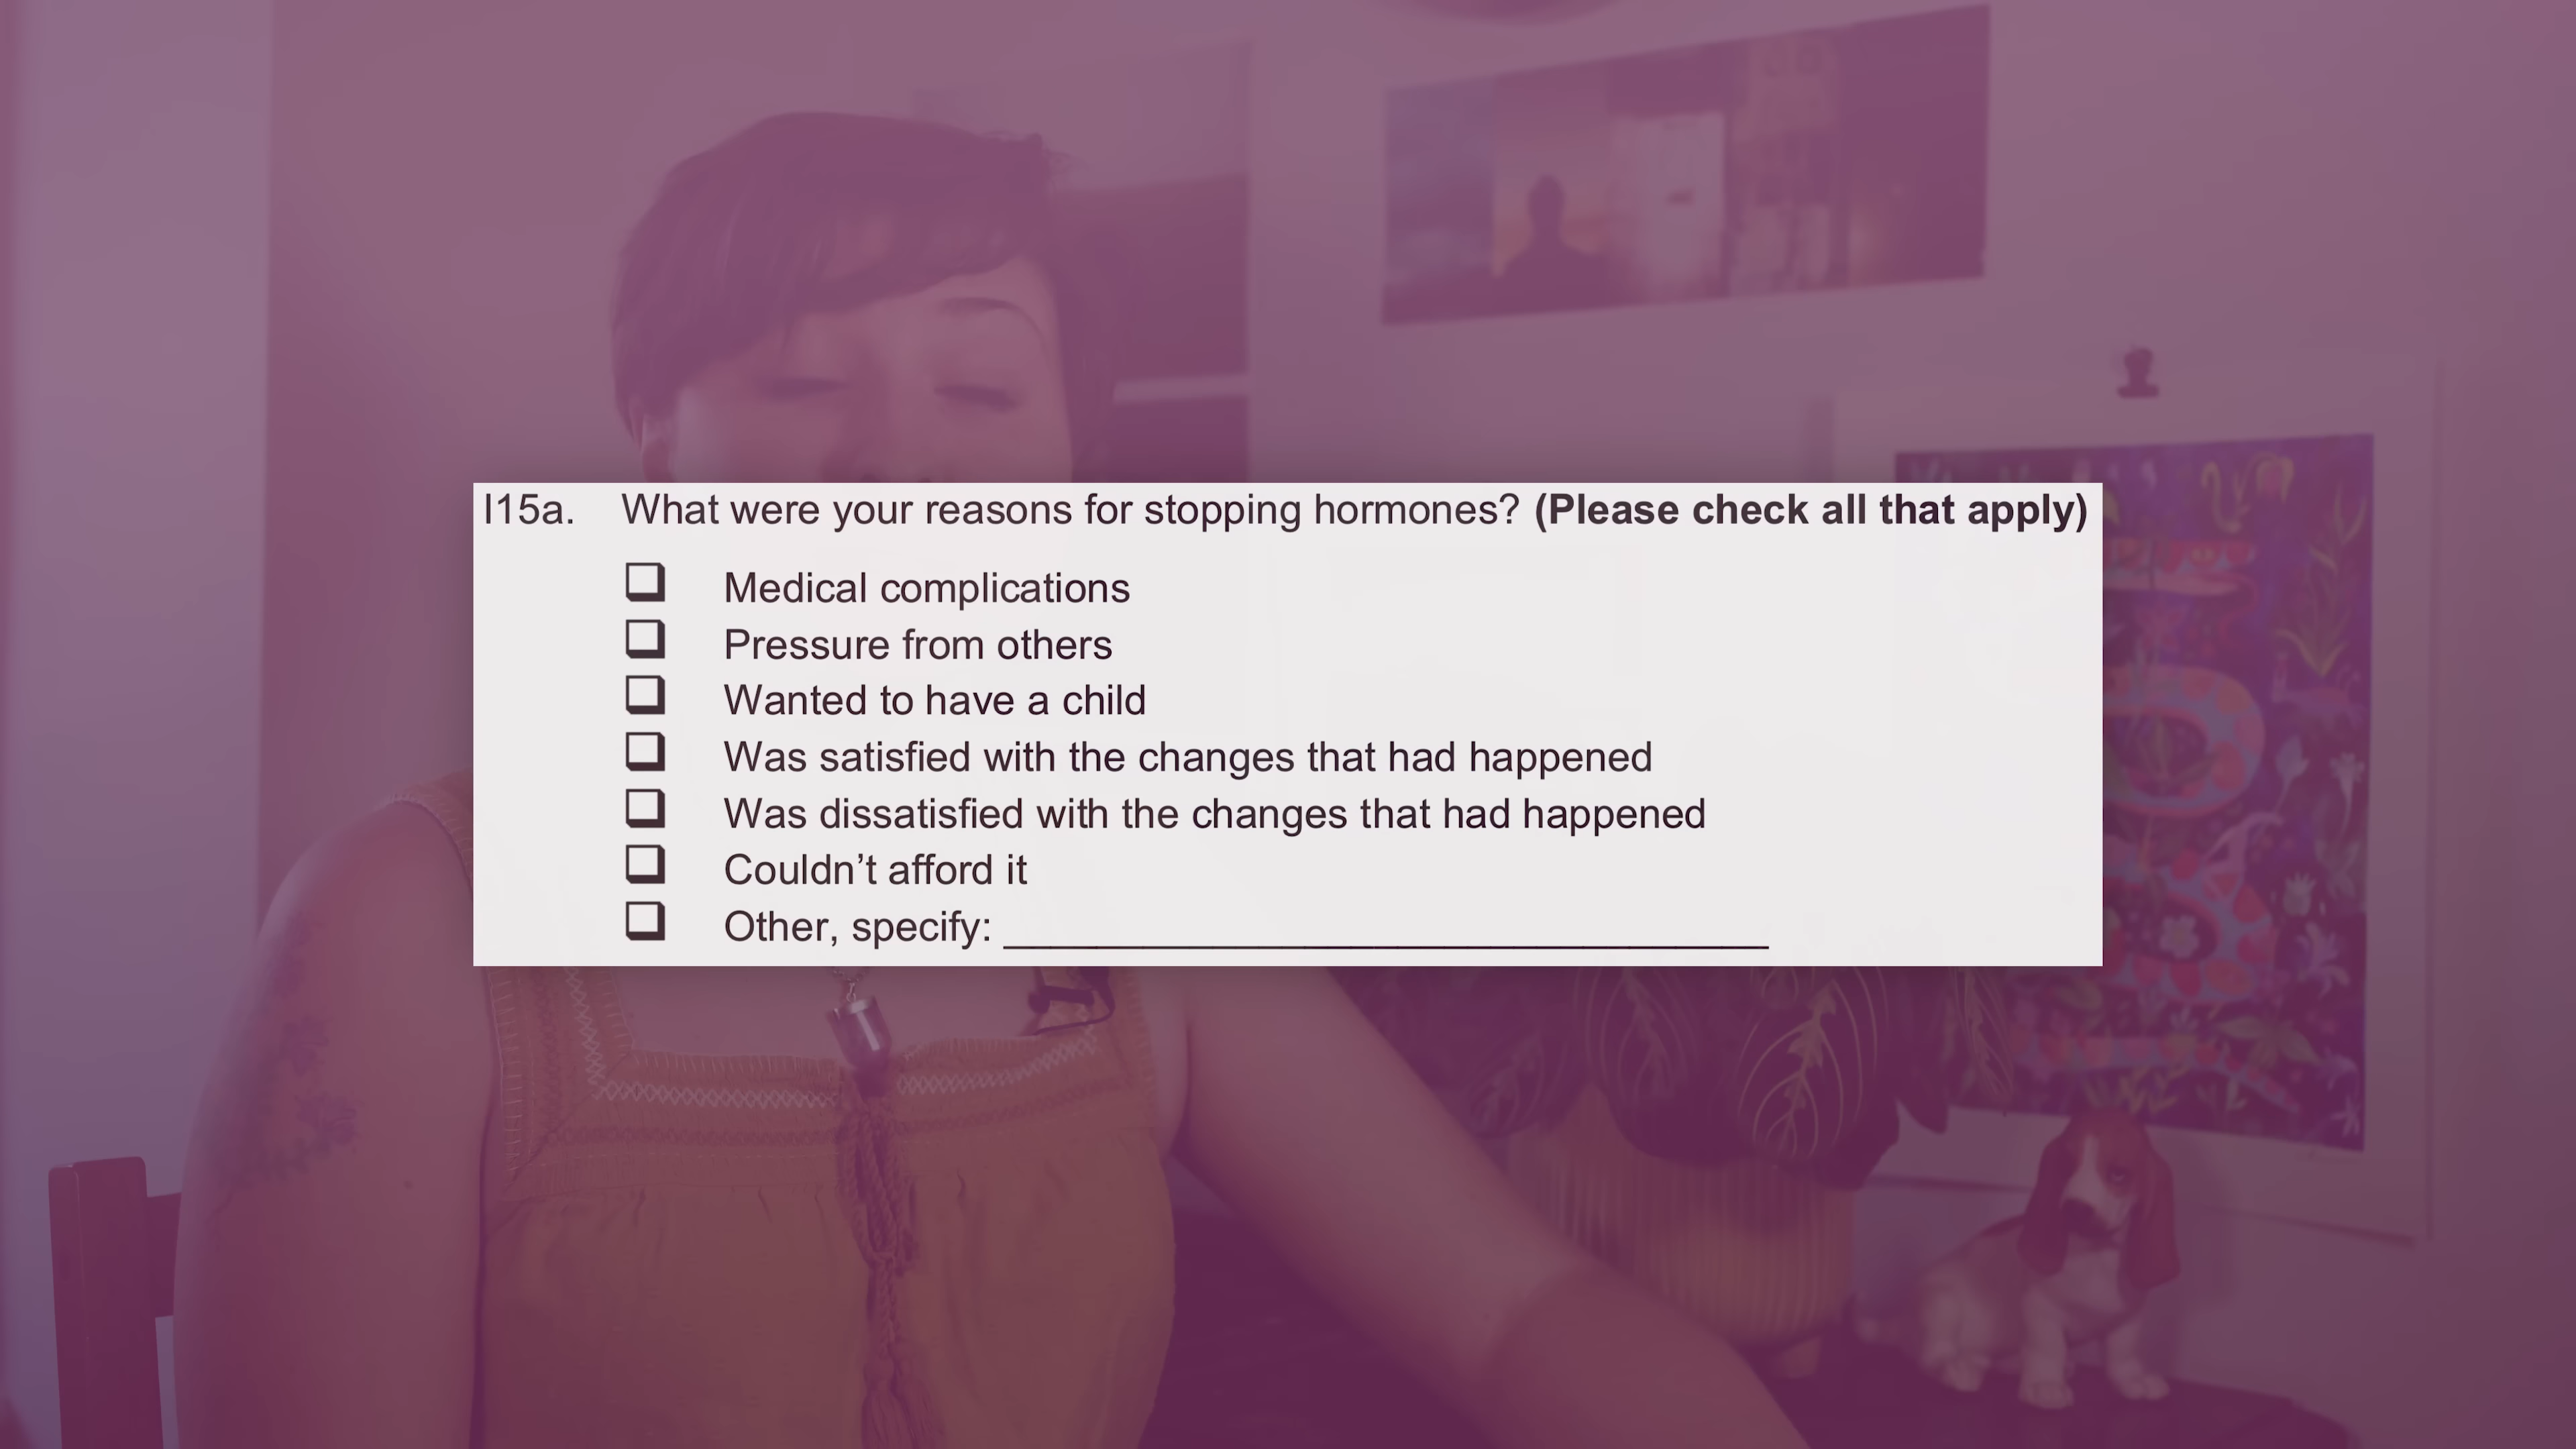 I15a. What were your reasons for stopping hormones? (Please check all that apply)
❑ Medical complications
❑ Pressure from others
❑ Wanted to have a child
❑ Was satisfied with the changes that had happened
❑ Was dissatisfied with the changes that had happened
❑ Couldn’t afford it
❑ Other, specify: ______________________________